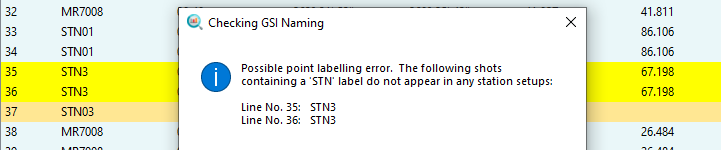 Checking GSI Naming
32 MR7008 41.811
33 STN01 86.106
34 STN01 86.106
35 STN3 67.198
36 STN3 67.198
37 STN03
38 MR7008 26.484
Possible point labelling error. The following shots
containing a 'STN' label do not appear in any station setups:
Line No. 35: STN3
Line No. 36: STN3